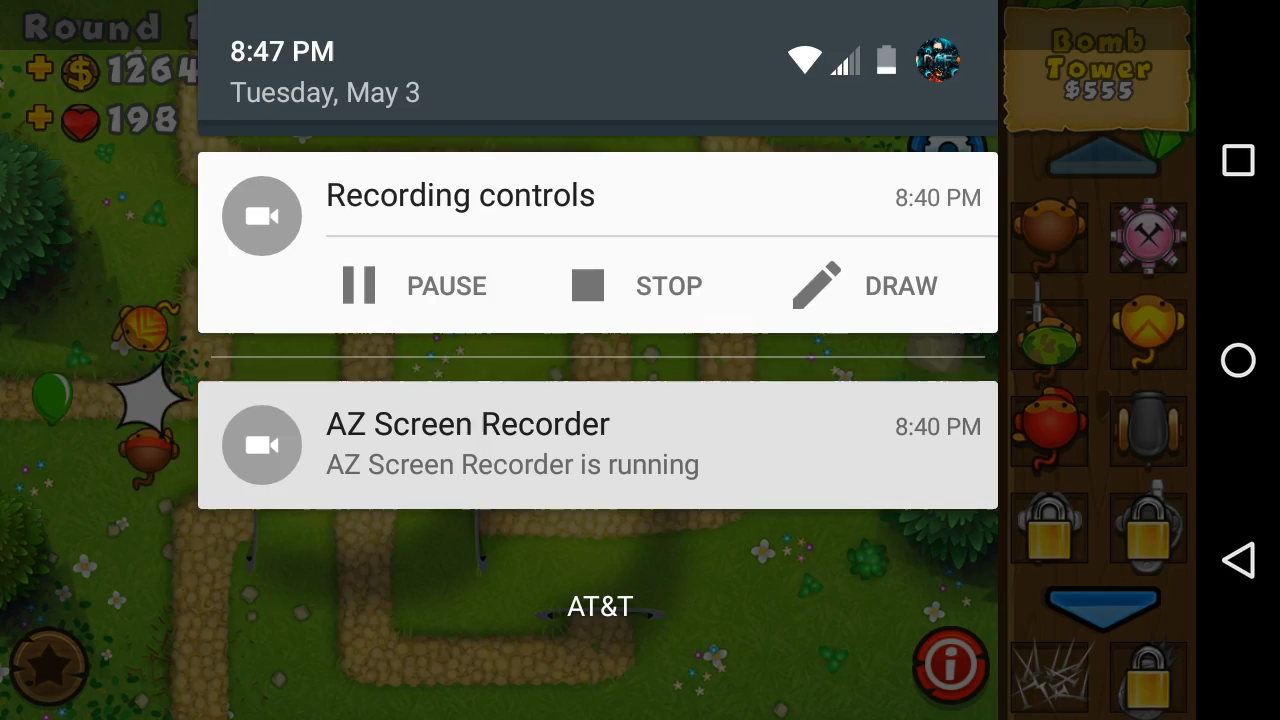 Round 1
1264
198
8:47 PM
Tuesday, May 3
Recording controls
8:40 PM
PAUSE
STOP
DRAW
AZ Screen Recorder
8:40 PM
AZ Screen Recorder is running
AT&T
Bomb
Tower
$555